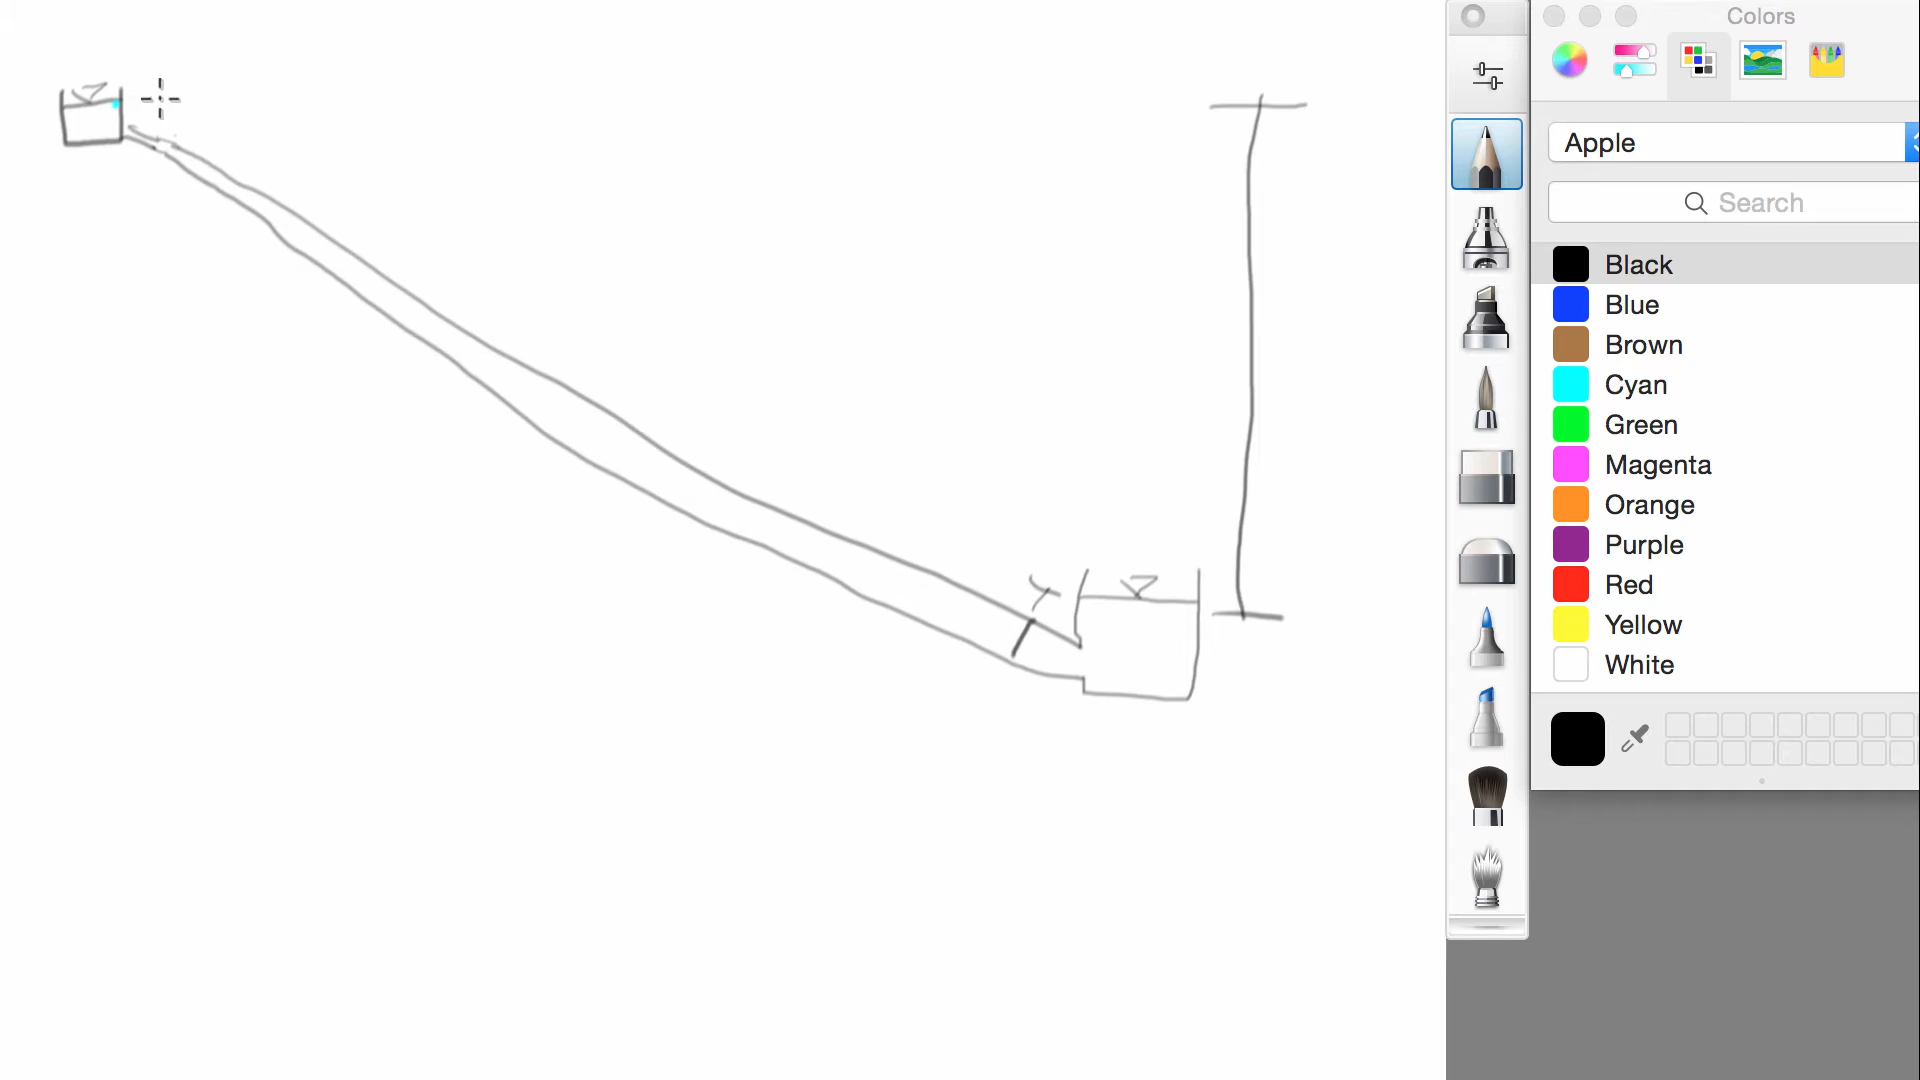 Colors
Apple
Search
Black
Blue
Brown
Cyan
Green
Magenta
Orange
Purple
Red
Yellow
White